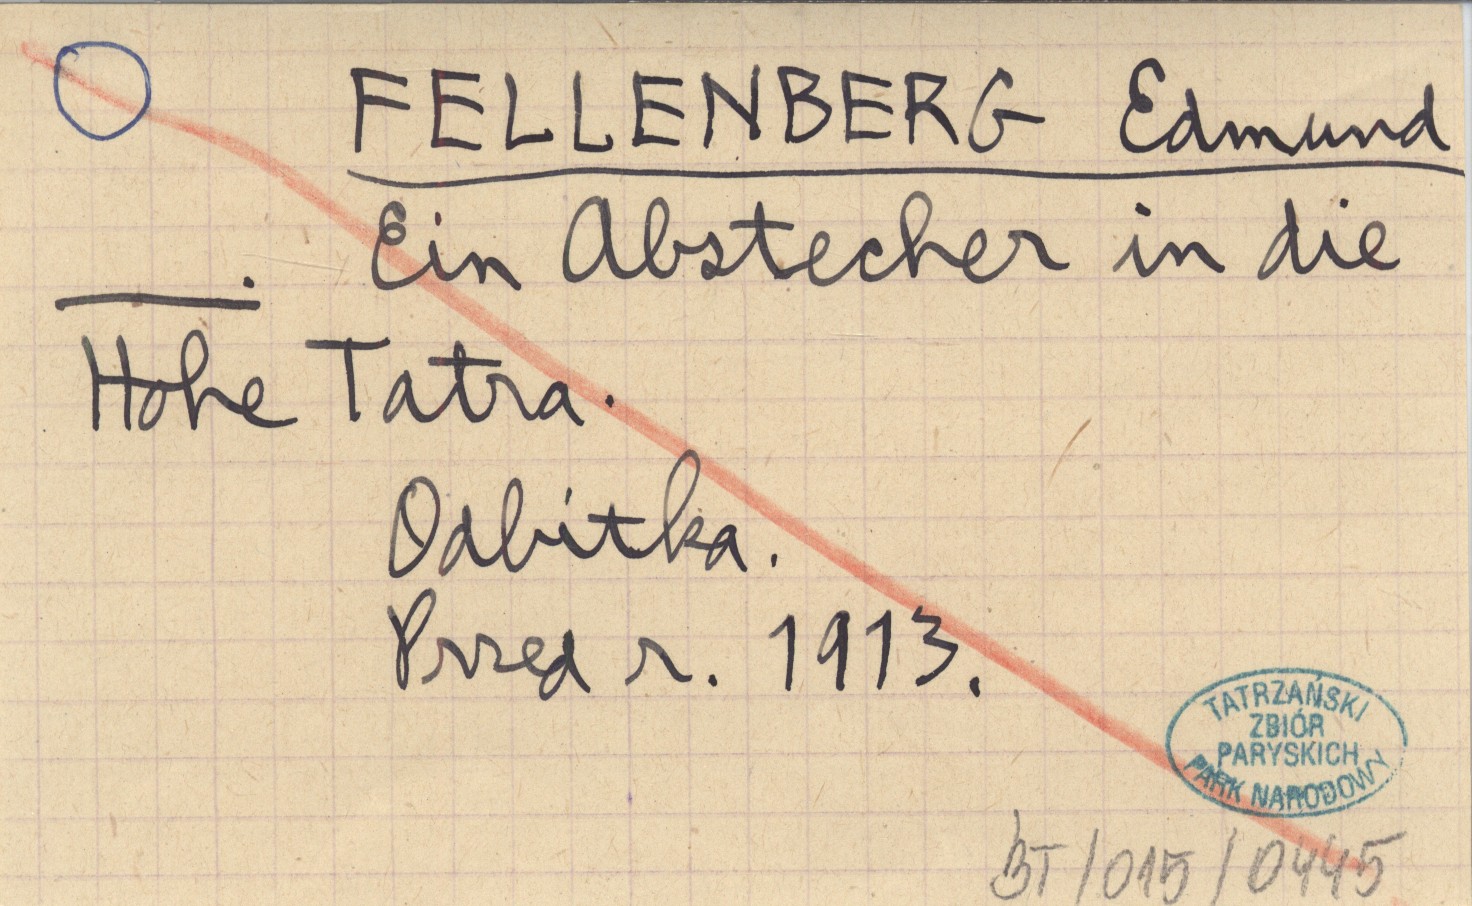 FELLENBERG Edmund
Ein Abstecher in die
Hohe Tatra.
Odbitka.
Przed r. 1913.
TATRZAŃSKI
ZBIÓR
PARYSKICH
PARK NARODOWY
BT/015/0445